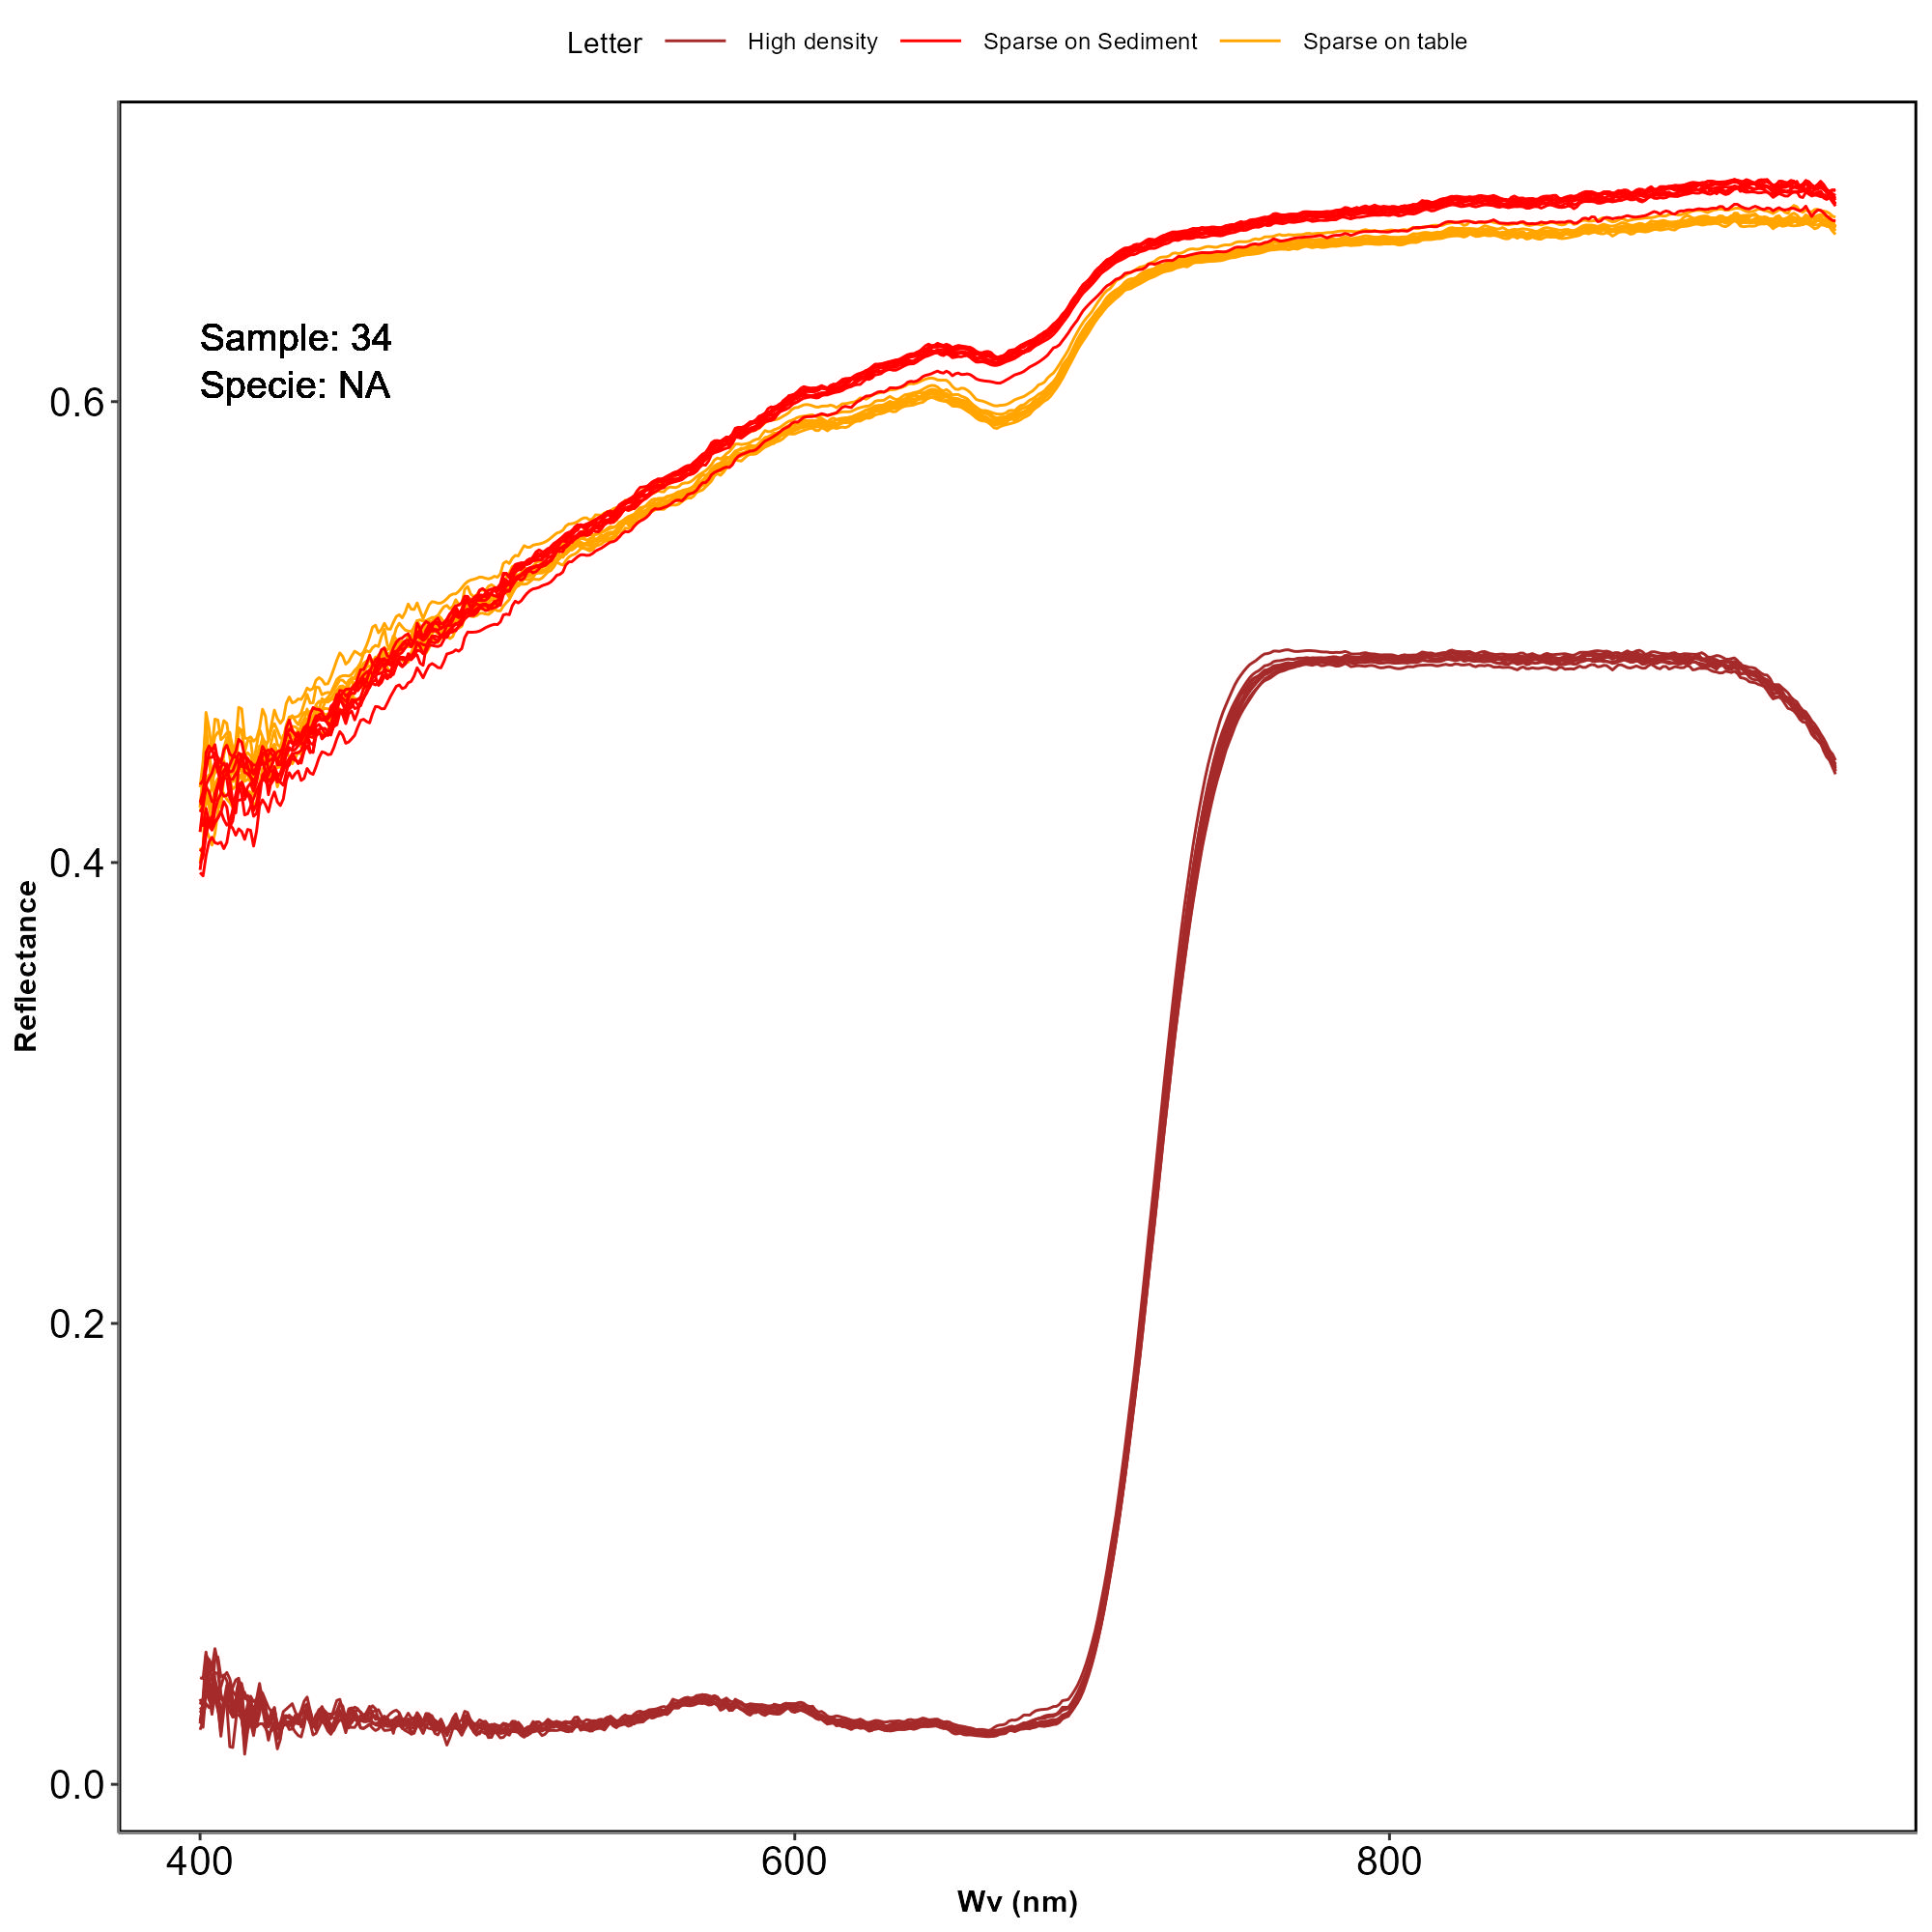 Letter High density Sparse on Sediment Sparse on table
Sample: 34
Specie: NA
0.6
0.4
0.2
0.0
Reflectance
400 600 800
Wv (nm)